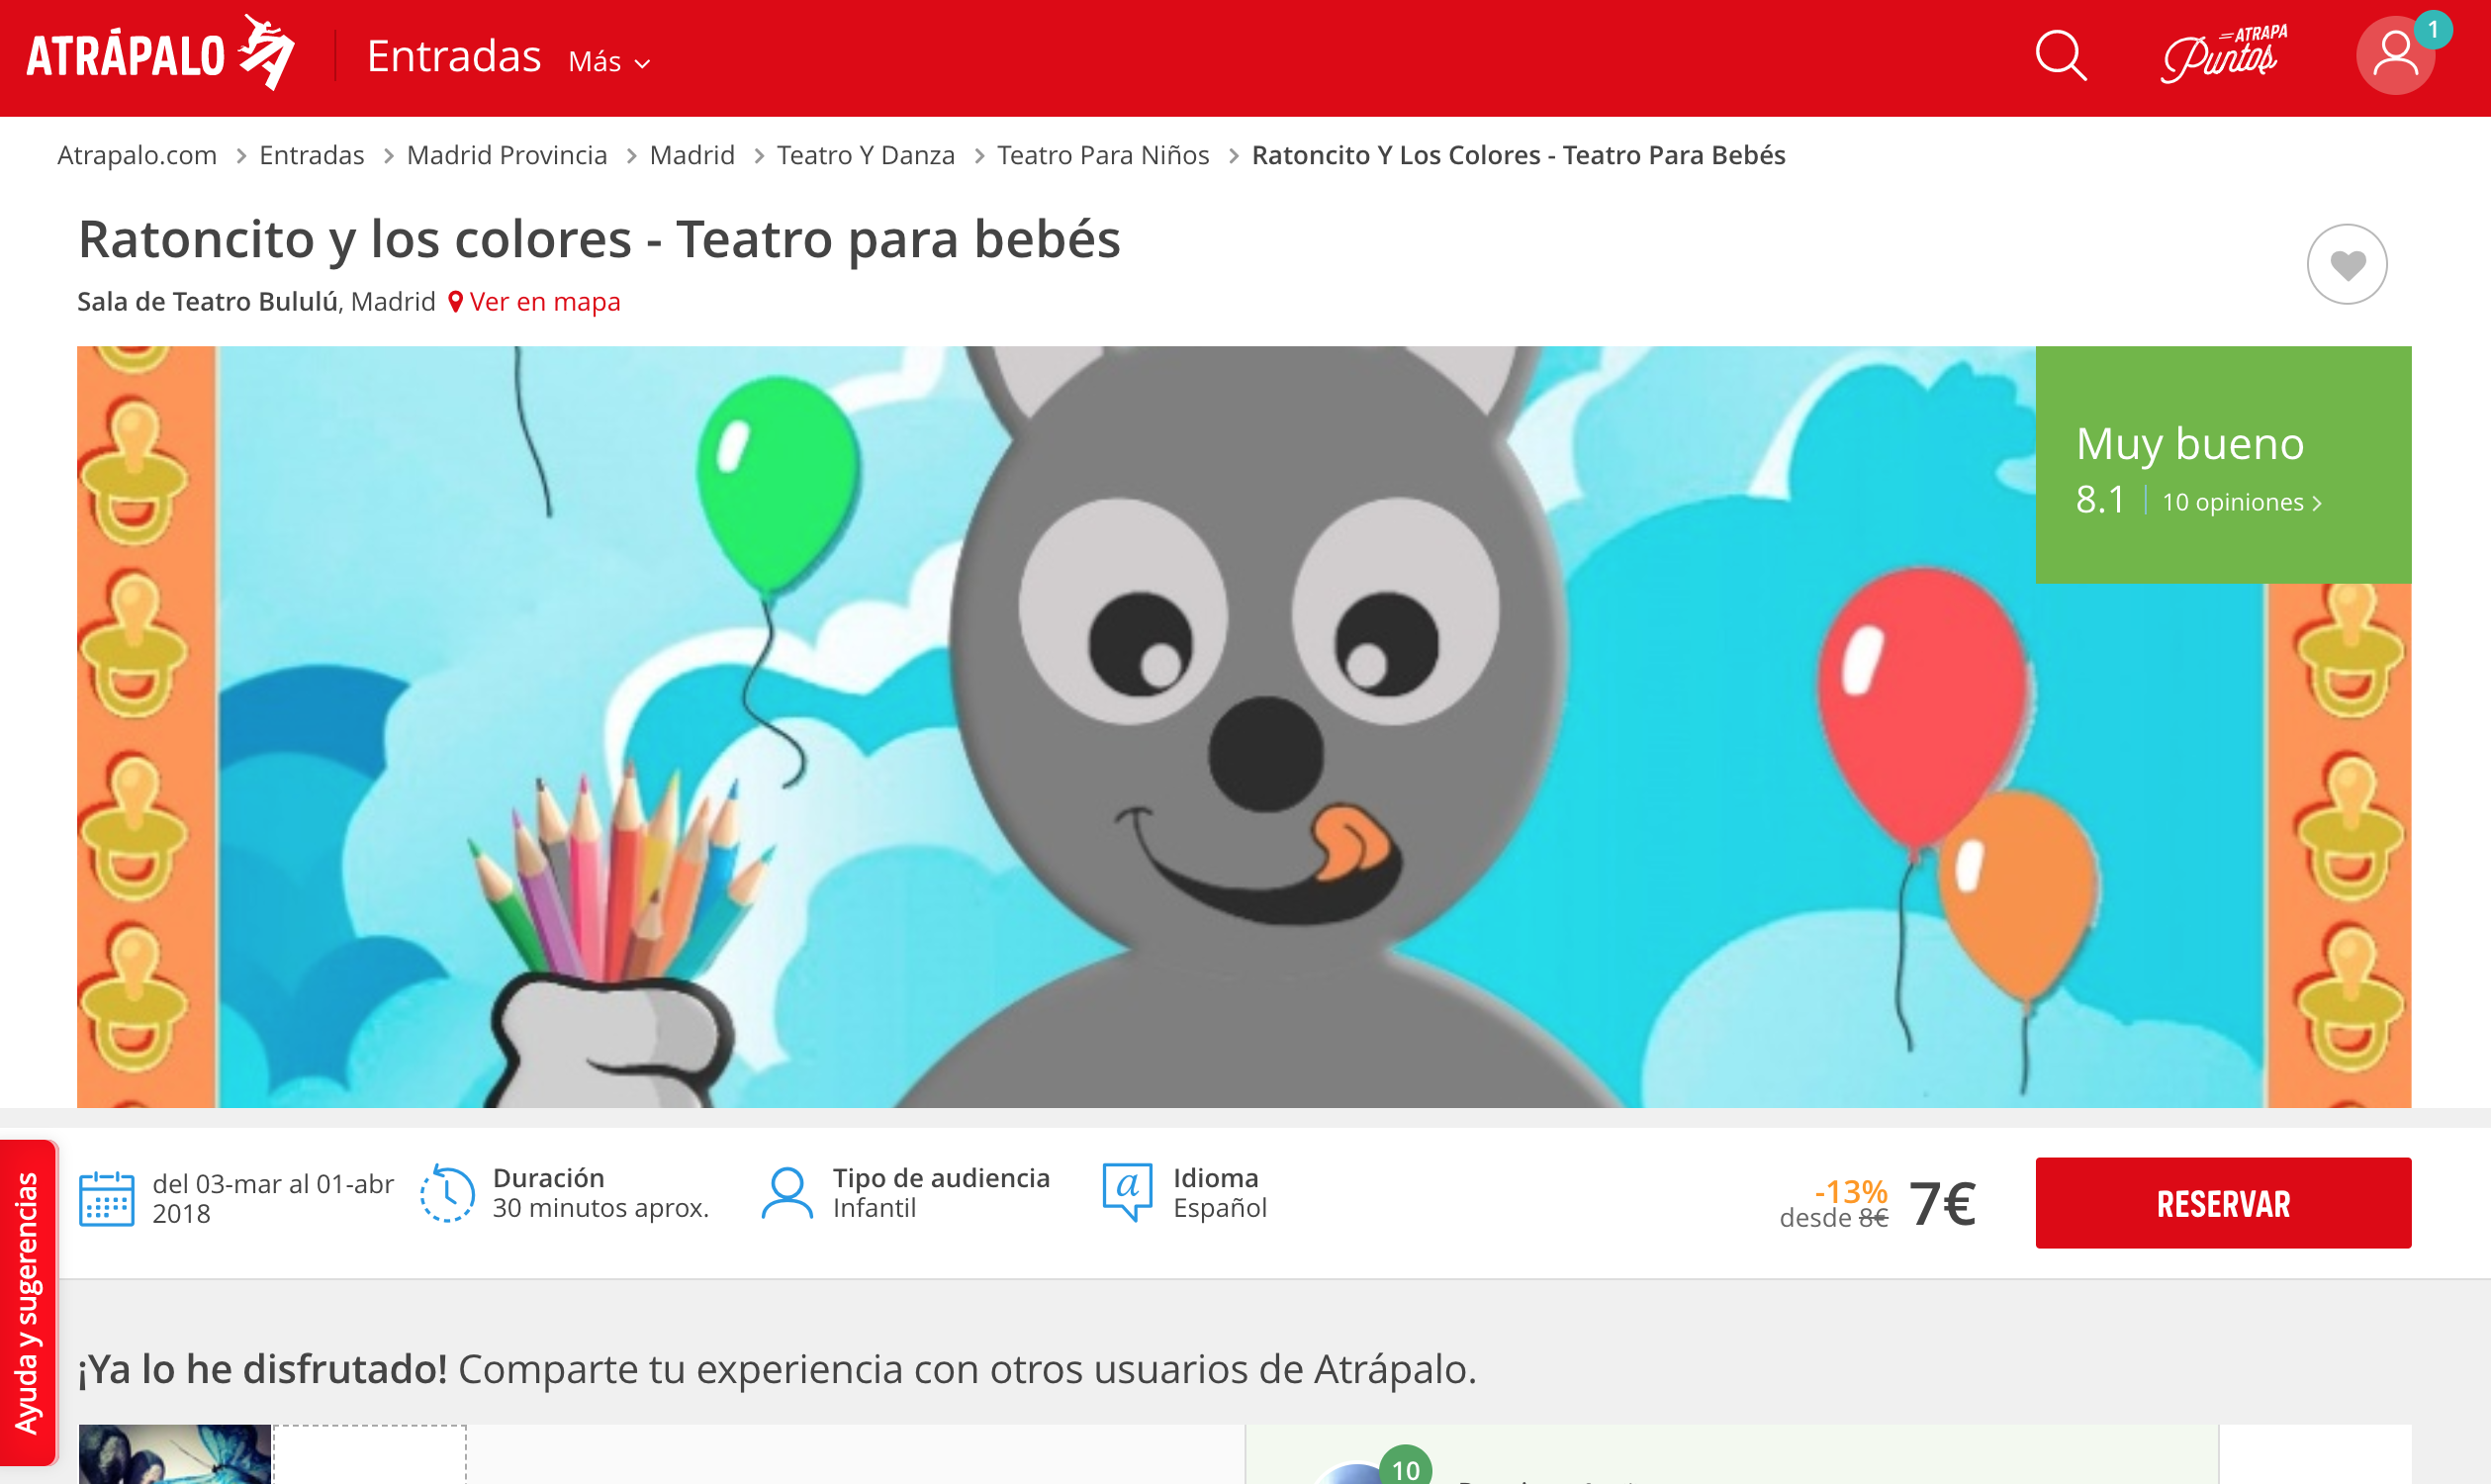 ATRÁPALO
Entradas Más
ATRAPA
Puntos
1
Atrapalo.com > Entradas > Madrid Provincia > Madrid > Teatro Y Danza > Teatro Para Niños > Ratoncito Y Los Colores - Teatro Para Bebés
Ratoncito y los colores - Teatro para bebés
Sala de Teatro Bululú, Madrid Ver en mapa
Muy bueno
8.1 | 10 opiniones >
del 03-mar al 01-abr
2018
Duración
30 minutos aprox.
Tipo de audiencia
Infantil
a
Idioma
Español
-13%
desde 8€
7€
RESERVAR
Ayuda y sugerencias
¡Ya lo he disfrutado! Comparte tu experiencia con otros usuarios de Atrápalo.
10